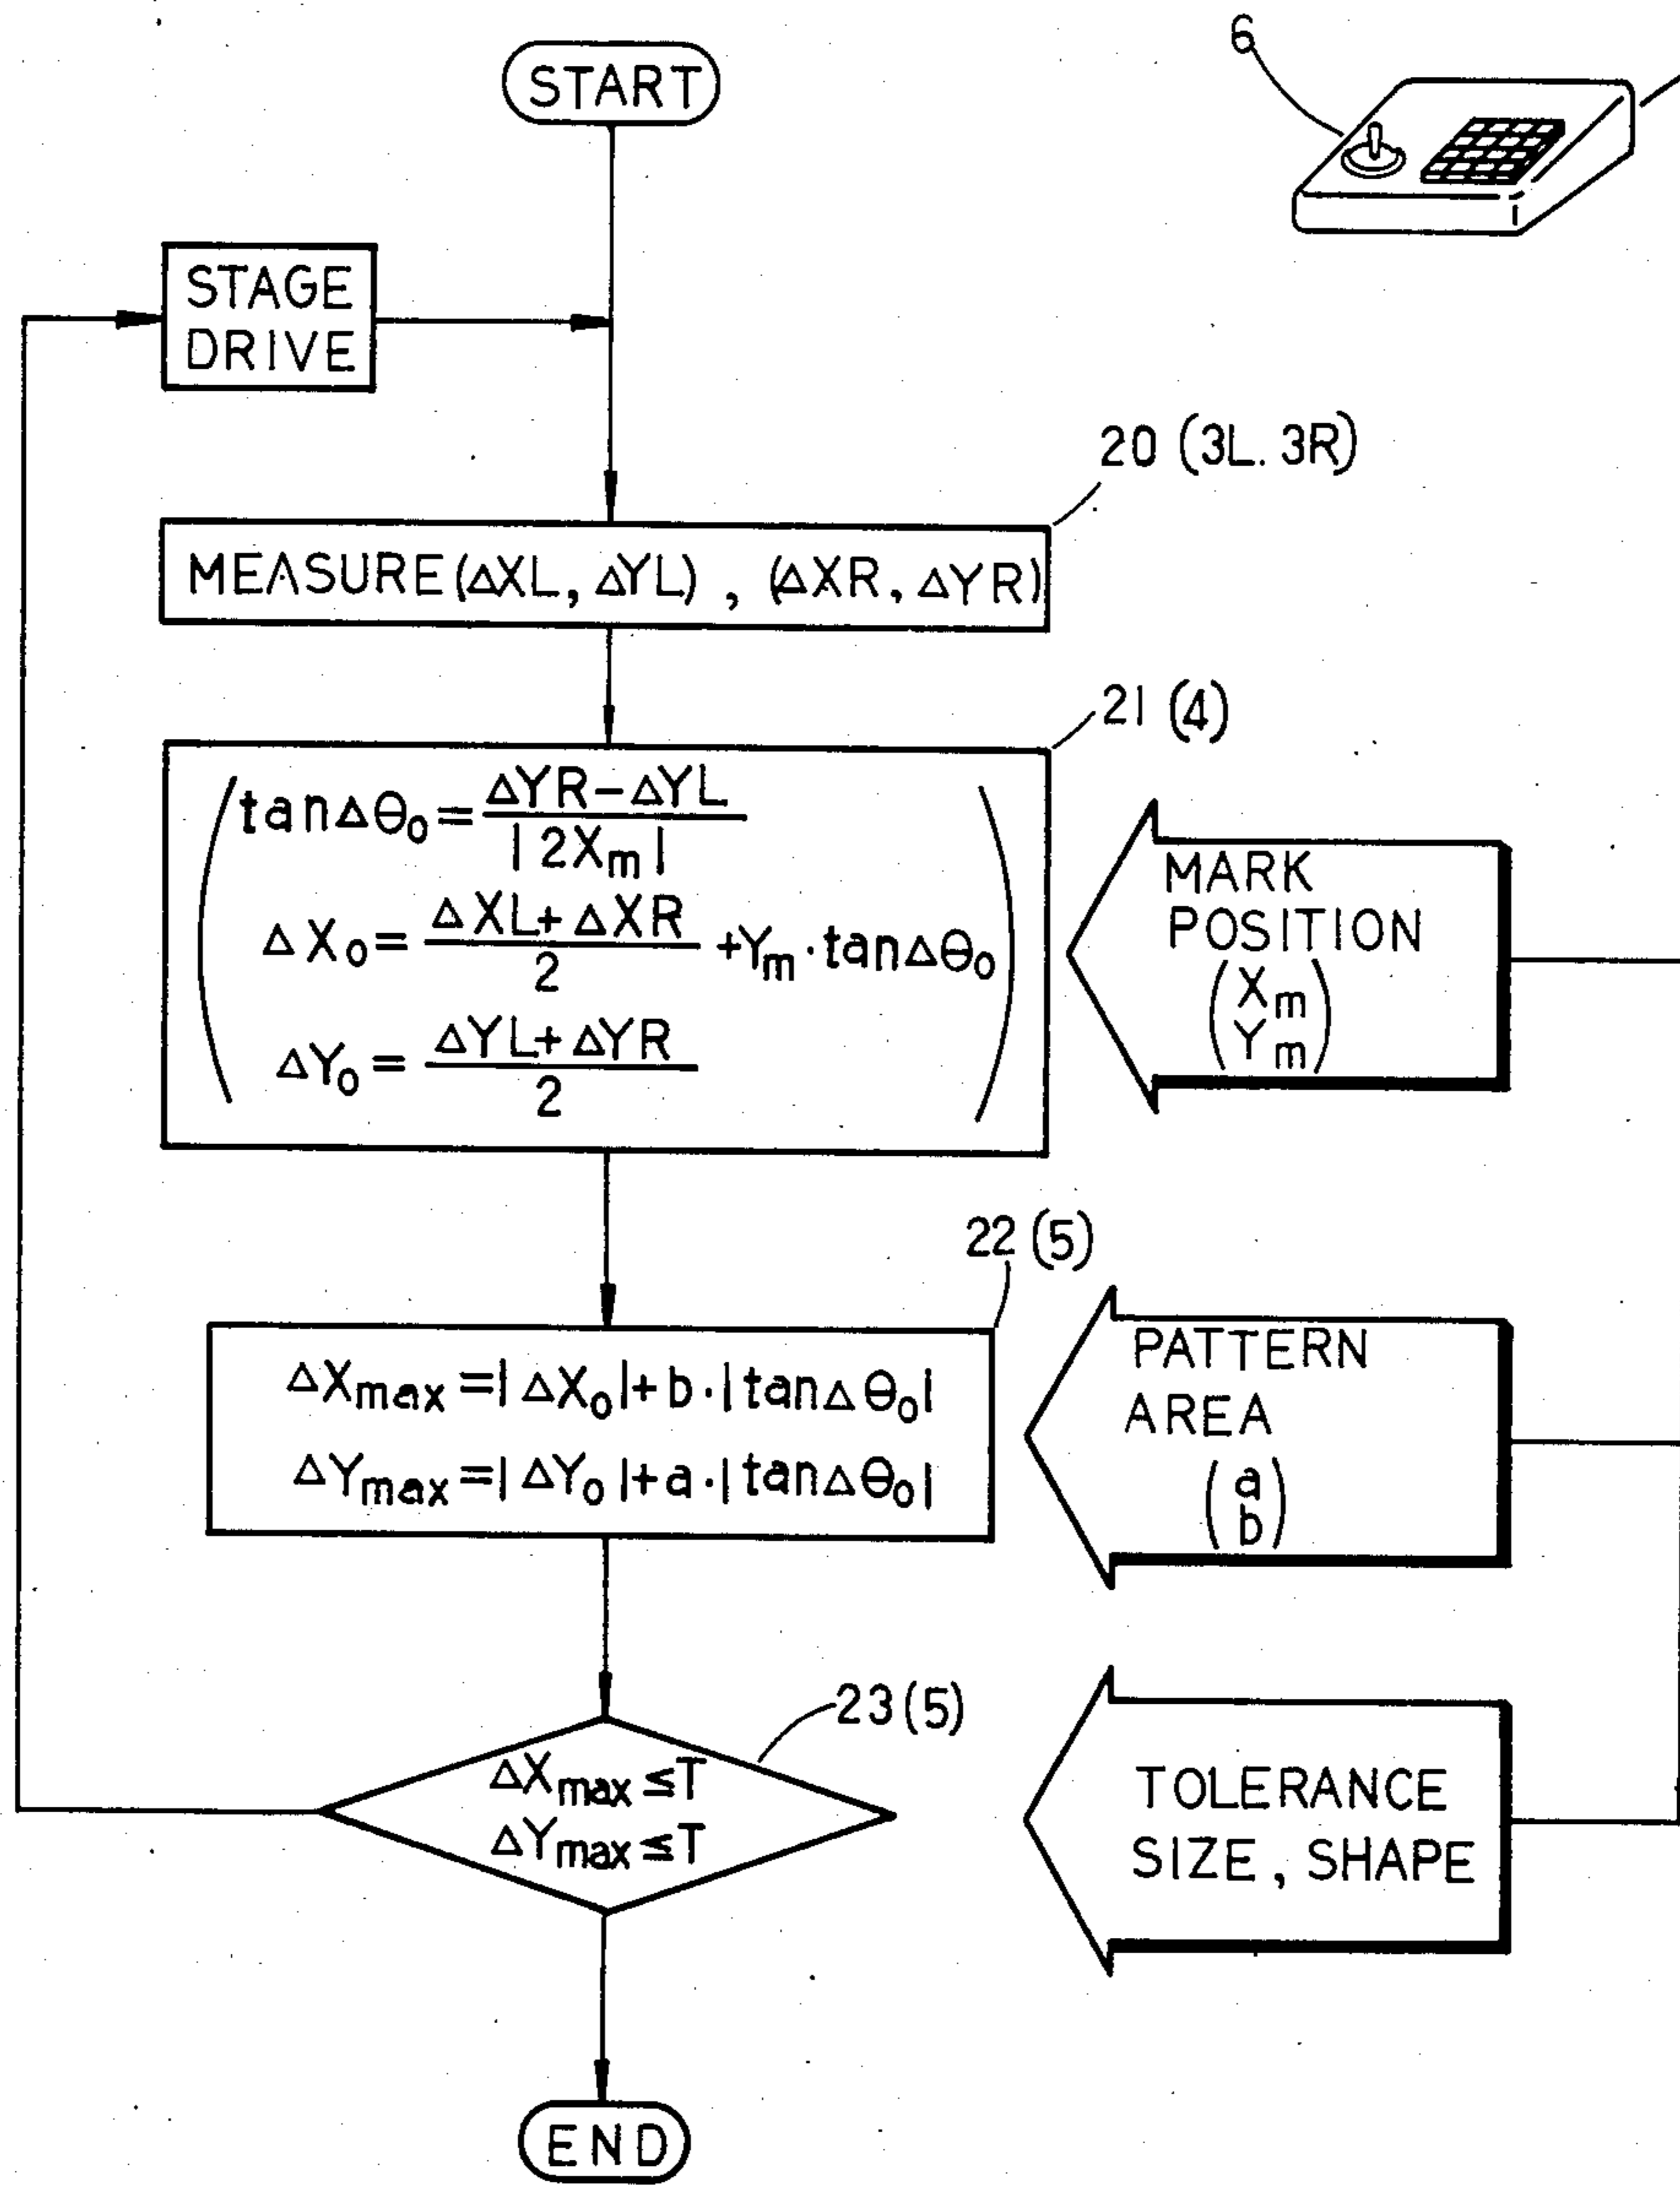 START
6
STAGE
DRIVE
20 (3L. 3R)
MEASURE (ΔXL, ΔYL) , (ΔXR, ΔYR)
21 (4)
tanΔθ₀ = (ΔYR − ΔYL) / |2Xm|
ΔX₀ = (ΔXL + ΔXR) / 2 + Ym · tanΔθ₀
ΔY₀ = (ΔYL + ΔYR) / 2
MARK
POSITION
(Xm
Ym)
22 (5)
ΔXmax = |ΔX₀| + b · |tanΔθ₀|
ΔYmax = |ΔY₀| + a · |tanΔθ₀|
PATTERN
AREA
(a
b)
23 (5)
ΔXmax ≤ T
ΔYmax ≤ T
TOLERANCE
SIZE , SHAPE
END